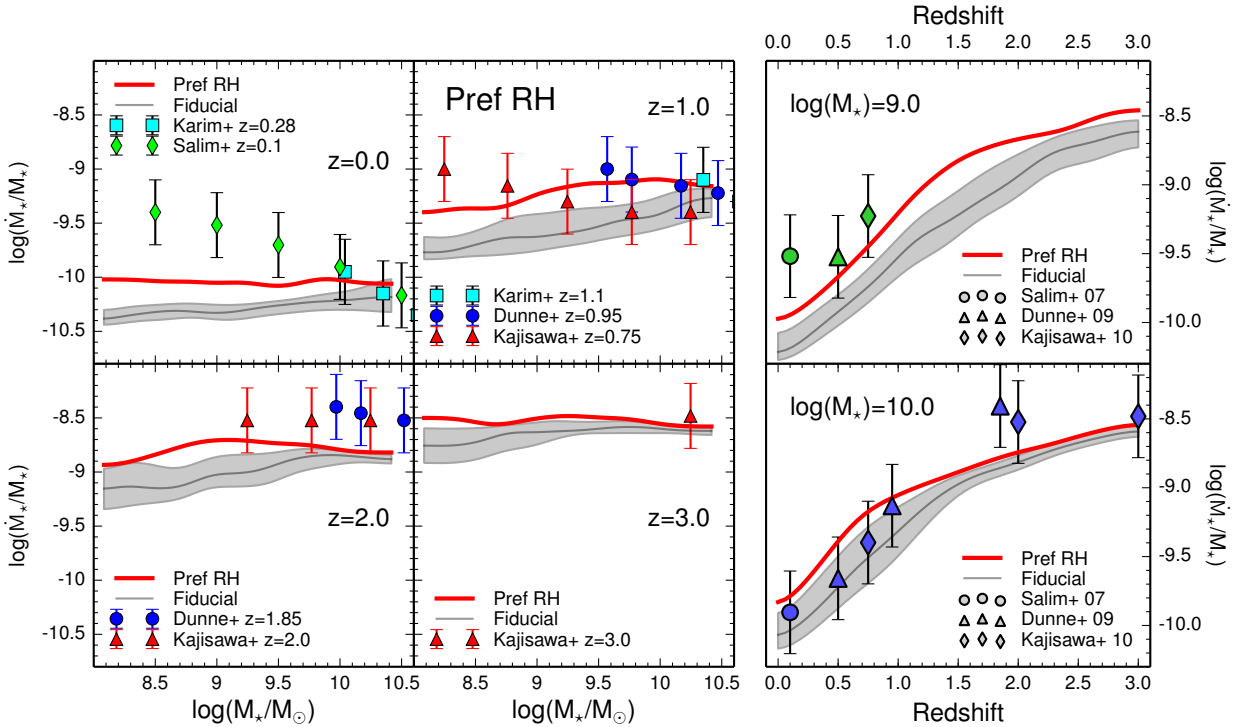 Redshift
0.0 0.5 1.0 1.5 2.0 2.5 3.0
Pref RH
Fiducial
Karim+ z=0.28
Salim+ z=0.1
z=0.0
-8.5
-9
-9.5
-10
-10.5
log(Ṁ⋆/M⋆)
Pref RH
z=1.0
Karim+ z=1.1
Dunne+ z=0.95
Kajisawa+ z=0.75
log(M⋆)=9.0
Pref RH
Fiducial
Salim+ 07
Dunne+ 09
Kajisawa+ 10
-8.5
-9.0
-9.5
-10.0
log(Ṁ⋆/M⋆)
-8.5
-9
-9.5
-10
-10.5
log(Ṁ⋆/M⋆)
z=2.0
Pref RH
Fiducial
Dunne+ z=1.85
Kajisawa+ z=2.0
z=3.0
Pref RH
Fiducial
Kajisawa+ z=3.0
log(M⋆)=10.0
Pref RH
Fiducial
Salim+ 07
Dunne+ 09
Kajisawa+ 10
-8.5
-9.0
-9.5
-10.0
log(Ṁ⋆/M⋆)
8.5 9 9.5 10 10.5
8.5 9 9.5 10 10.5
0.0 0.5 1.0 1.5 2.0 2.5 3.0
log(M⋆/M☉)
log(M⋆/M☉)
Redshift